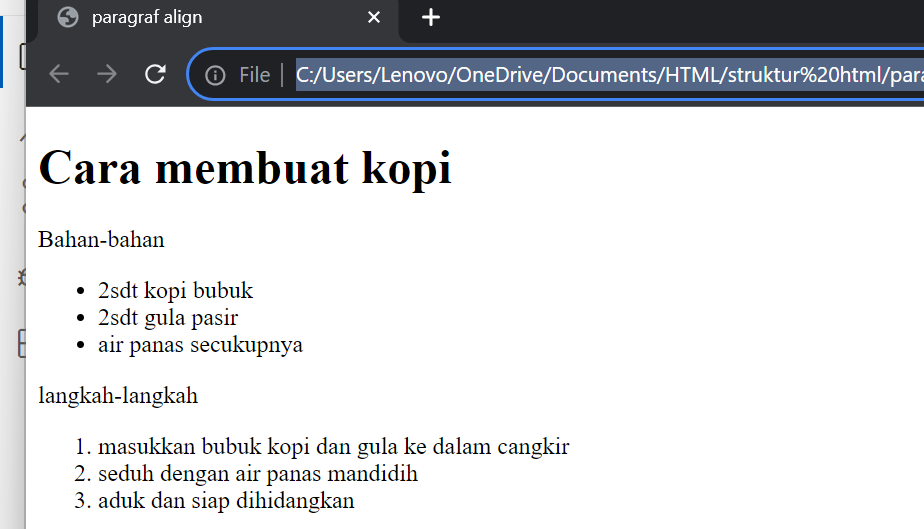 paragraf align
File
C:/Users/Lenovo/OneDrive/Documents/HTML/struktur%20html/para
Cara membuat kopi
Bahan-bahan
• 2sdt kopi bubuk
• 2sdt gula pasir
• air panas secukupnya
langkah-langkah
1. masukkan bubuk kopi dan gula ke dalam cangkir
2. seduh dengan air panas mandidih
3. aduk dan siap dihidangkan